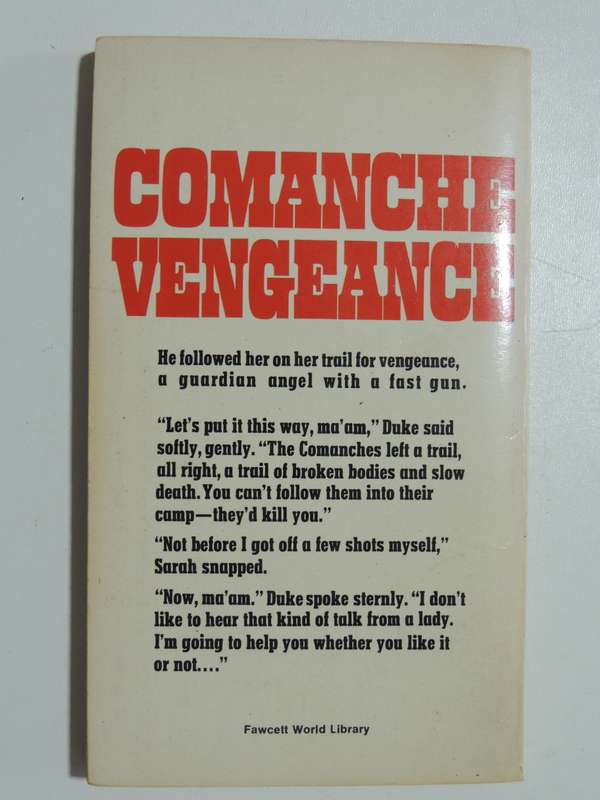 COMANCHE
VENGEANCE
He followed her on her trail for vengeance,
a guardian angel with a fast gun.
“Let’s put it this way, ma’am,” Duke said
softly, gently. “The Comanches left a trail,
all right, a trail of broken bodies and slow
death. You can’t follow them into their
camp—they’d kill you.”
“Not before I got off a few shots myself,”
Sarah snapped.
“Now, ma’am.” Duke spoke sternly. “I don’t
like to hear that kind of talk from a lady.
I’m going to help you whether you like it
or not....”
Fawcett World Library